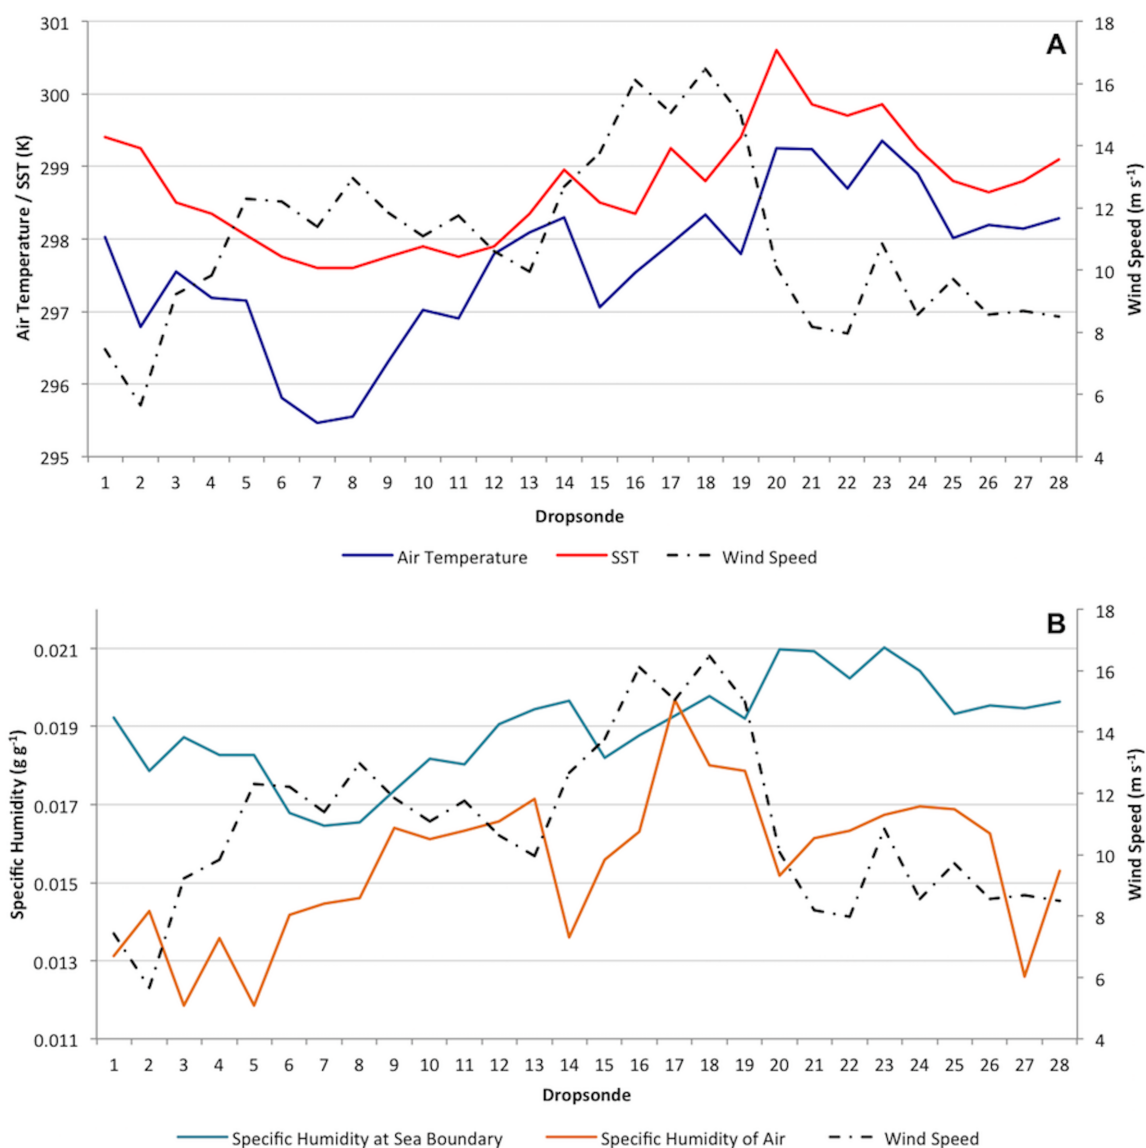 A
301
300
299
298
297
296
295
Air Temperature / SST (K)
18
16
14
12
10
8
6
4
Wind Speed (m s⁻¹)
1 2 3 4 5 6 7 8 9 10 11 12 13 14 15 16 17 18 19 20 21 22 23 24 25 26 27 28
Dropsonde
Air Temperature SST Wind Speed
B
0.021
0.019
0.017
0.015
0.013
0.011
Specific Humidity (g g⁻¹)
18
16
14
12
10
8
6
4
Wind Speed (m s⁻¹)
1 2 3 4 5 6 7 8 9 10 11 12 13 14 15 16 17 18 19 20 21 22 23 24 25 26 27 28
Dropsonde
Specific Humidity at Sea Boundary Specific Humidity of Air Wind Speed